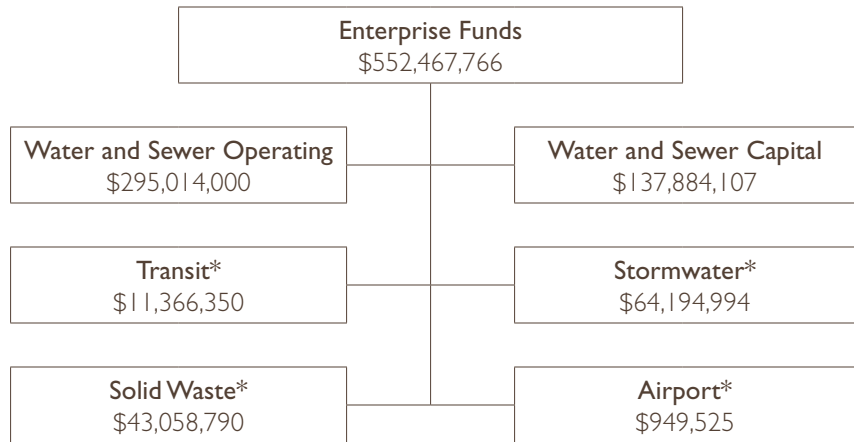 Enterprise Funds
$552,467,766
Water and Sewer Operating
$295,014,000
Water and Sewer Capital
$137,884,107
Transit*
$11,366,350
Stormwater*
$64,194,994
Solid Waste*
$43,058,790
Airport*
$949,525